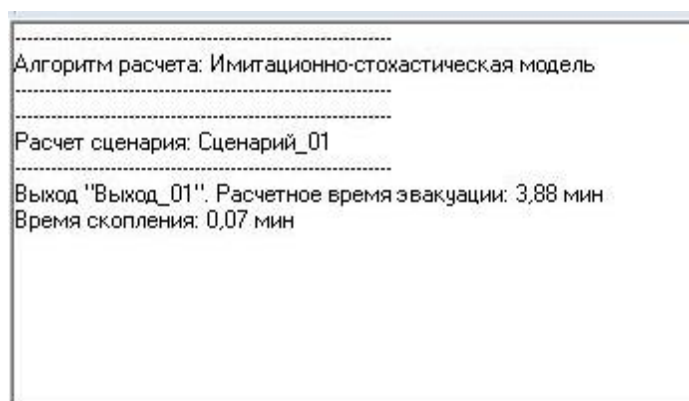 Алгоритм расчета: Имитационно-стохастическая модель
Расчет сценария: Сценарий_01
Выход "Выход_01". Расчетное время эвакуации: 3,88 мин
Время скопления: 0,07 мин